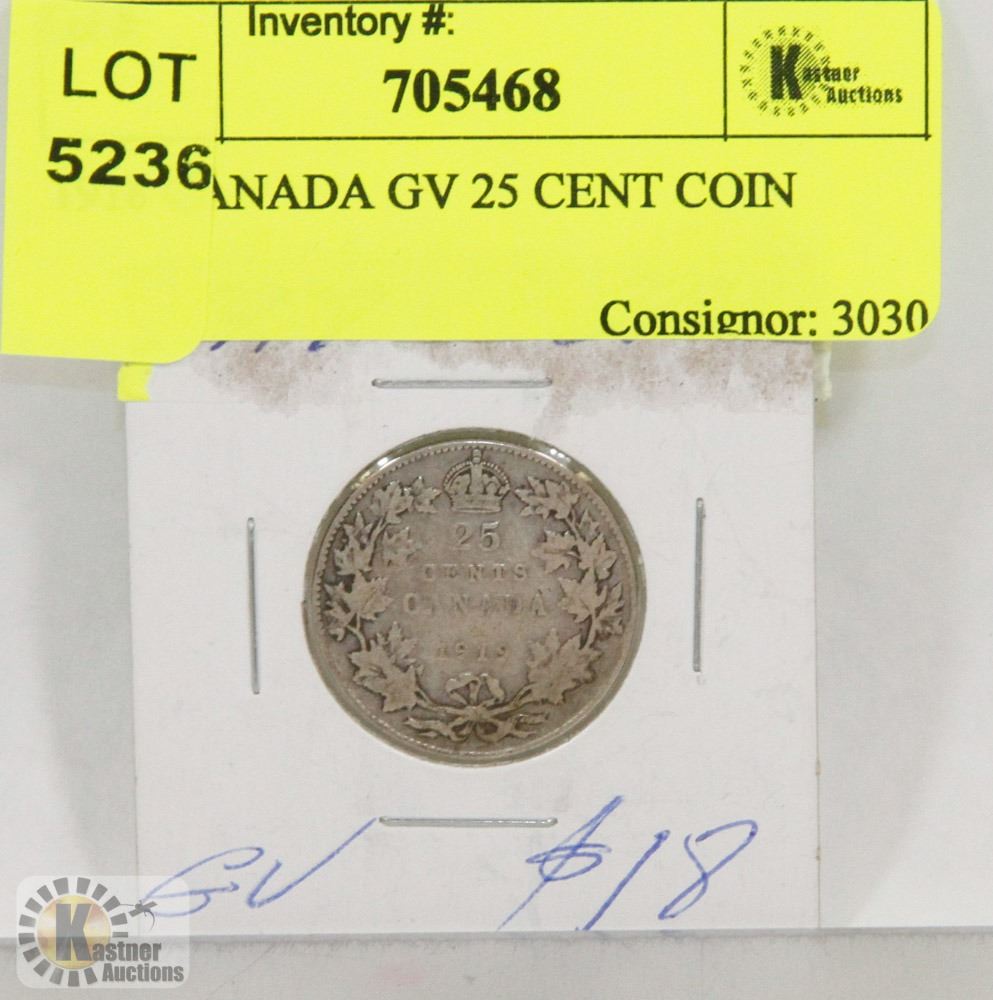 LOT
5236
Inventory #:
705468
Kastner
Auctions
ANADA GV 25 CENT COIN
Consignor: 3030
25
CENTS
CANADA
1919
GV $18
Kastner
Auctions